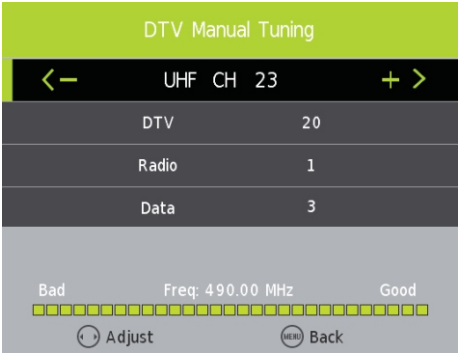 DTV Manual Tuning
< − UHF CH 23 + >
DTV 20
Radio 1
Data 3
Bad Freq: 490.00 MHz Good
Adjust MENU Back